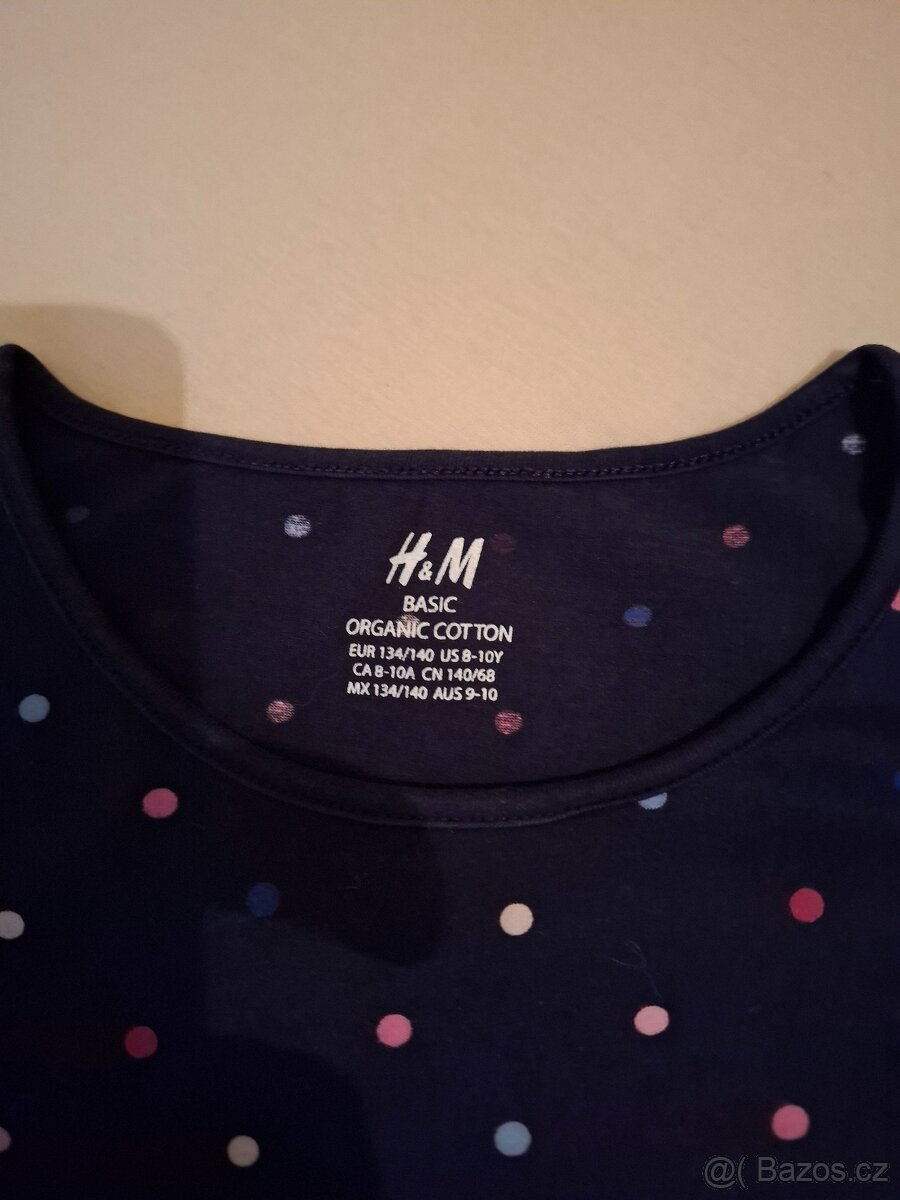 H&M
BASIC
ORGANIC COTTON
EUR 134/140 US 8-10Y
CA 8-10A CN 140/68
MX 134/140 AUS 9-10
@( Bazos.cz